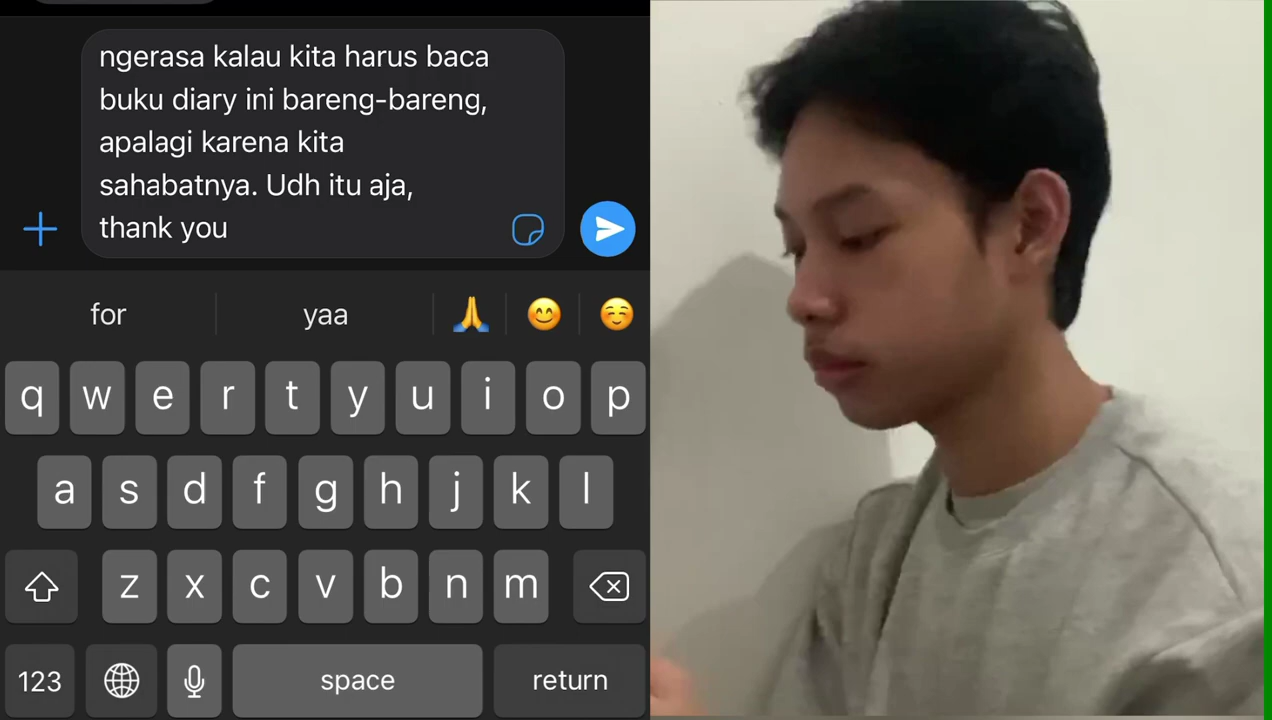 ngerasa kalau kita harus baca
buku diary ini bareng-bareng,
apalagi karena kita
sahabatnya. Udh itu aja,
thank you
for yaa 🙏 😊 ☺️
q w e r t y u i o p
a s d f g h j k l
z x c v b n m
123 space return